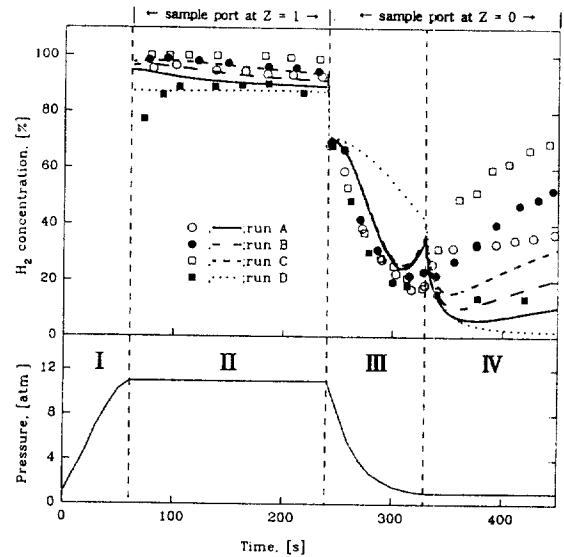 ← sample port at Z = 1 →
← sample port at Z = 0 →
H₂ concentration, [%]
100
80
60
40
20
0
;run A
;run B
;run C
;run D
I
II
III
IV
Pressure, [atm]
12
8
4
0
0
100
200
300
400
Time, [s]